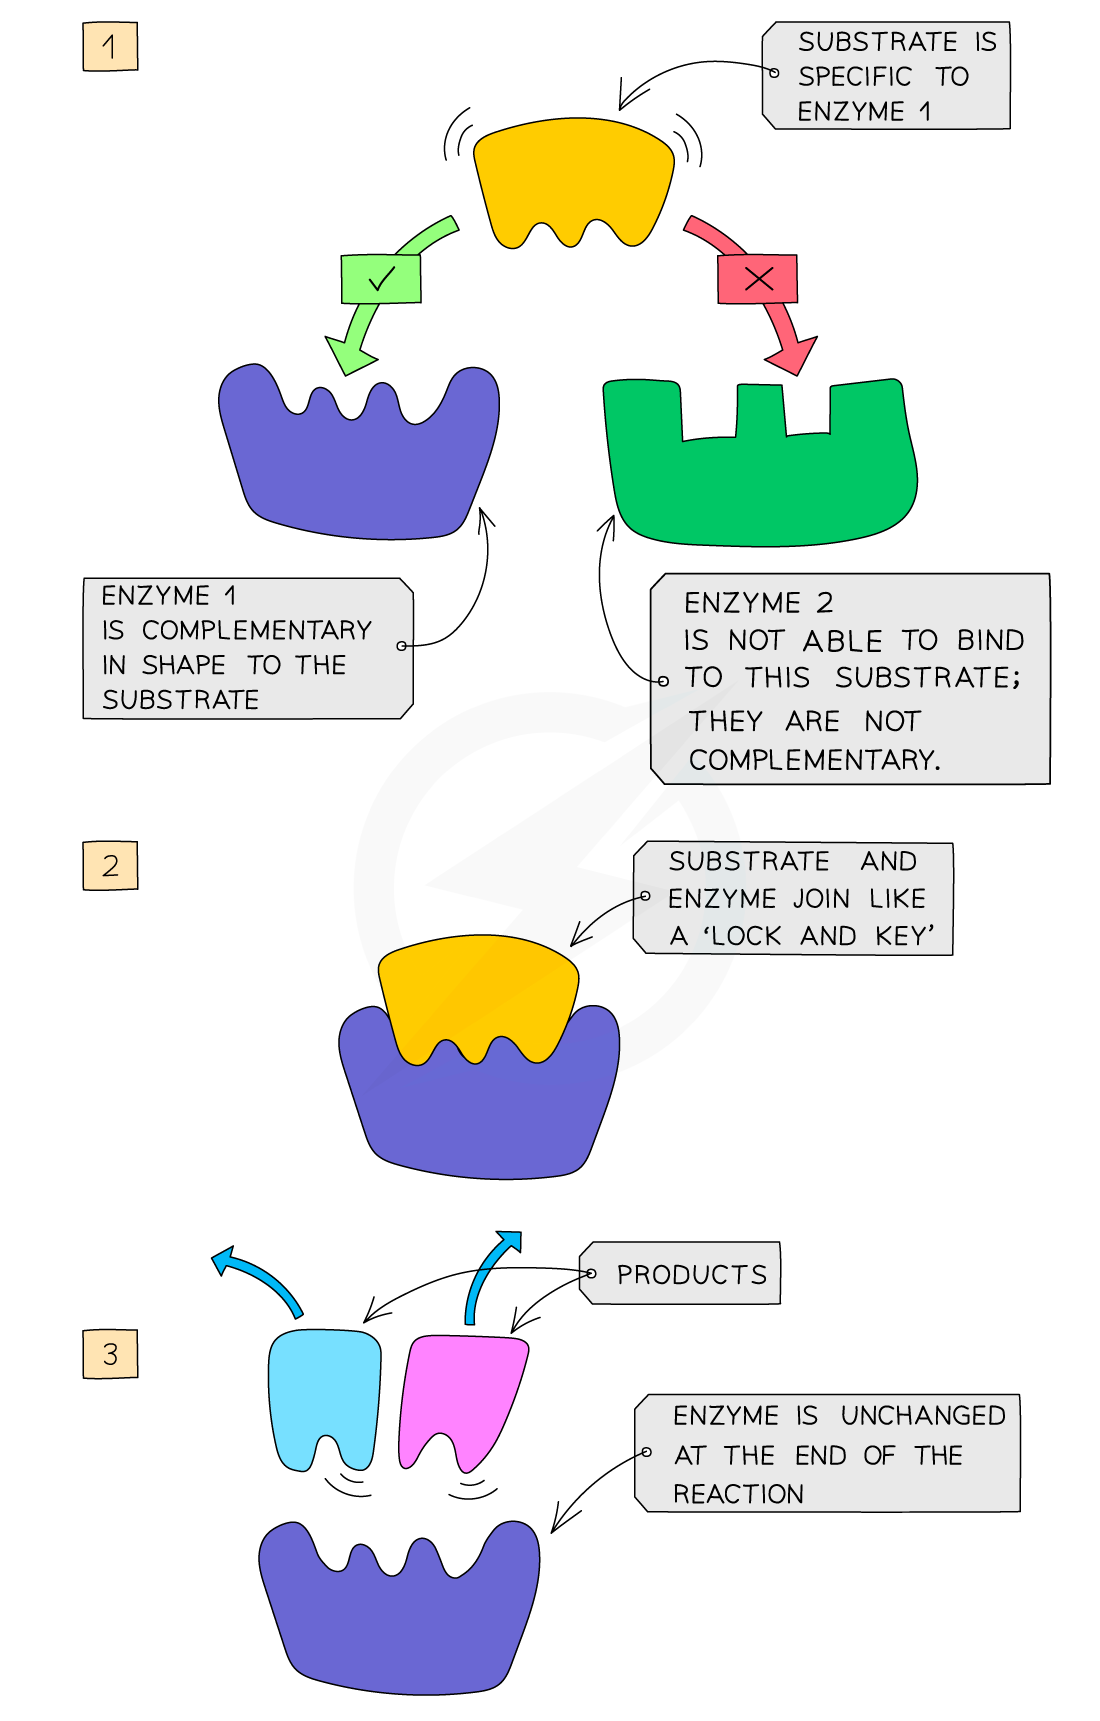 1
SUBSTRATE IS
SPECIFIC TO
ENZYME 1
ENZYME 1
IS COMPLEMENTARY
IN SHAPE TO THE
SUBSTRATE
ENZYME 2
IS NOT ABLE TO BIND
TO THIS SUBSTRATE;
THEY ARE NOT
COMPLEMENTARY.
2
SUBSTRATE AND
ENZYME JOIN LIKE
A ‘LOCK AND KEY’
PRODUCTS
3
ENZYME IS UNCHANGED
AT THE END OF THE
REACTION